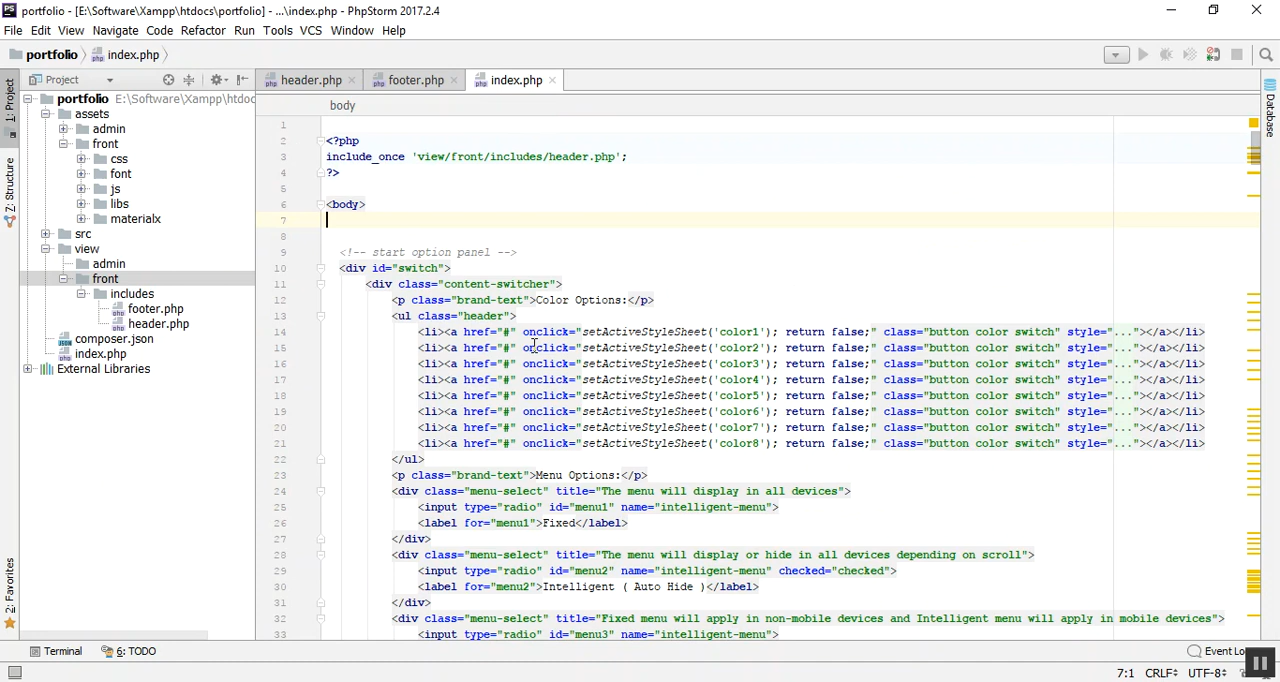 portfolio - [E:\Software\Xampp\htdocs\portfolio] - ...\index.php - PhpStorm 2017.2.4
File Edit View Navigate Code Refactor Run Tools VCS Window Help
portfolio index.php
Project header.php footer.php index.php
body
1: Project
Z: Structure
2: Favorites
Database
portfolio E:\Software\Xampp\htdoc
assets
admin
front
css
font
js
libs
materialx
src
view
admin
front
includes
footer.php
header.php
composer.json
index.php
External Libraries
1
2 <?php
3 include_once 'view/front/includes/header.php';
4 ?>
5
6 <body>
7
8
9 <!-- start option panel -->
10 <div id="switch">
11 <div class="content-switcher">
12 <p class="brand-text">Color Options:</p>
13 <ul class="header">
14 <li><a href="#" onclick="setActiveStyleSheet('color1'); return false;" class="button color switch" style="..."></a></li>
15 <li><a href="#" onclick="setActiveStyleSheet('color2'); return false;" class="button color switch" style="..."></a></li>
16 <li><a href="#" onclick="setActiveStyleSheet('color3'); return false;" class="button color switch" style="..."></a></li>
17 <li><a href="#" onclick="setActiveStyleSheet('color4'); return false;" class="button color switch" style="..."></a></li>
18 <li><a href="#" onclick="setActiveStyleSheet('color5'); return false;" class="button color switch" style="..."></a></li>
19 <li><a href="#" onclick="setActiveStyleSheet('color6'); return false;" class="button color switch" style="..."></a></li>
20 <li><a href="#" onclick="setActiveStyleSheet('color7'); return false;" class="button color switch" style="..."></a></li>
21 <li><a href="#" onclick="setActiveStyleSheet('color8'); return false;" class="button color switch" style="..."></a></li>
22 </ul>
23 <p class="brand-text">Menu Options:</p>
24 <div class="menu-select" title="The menu will display in all devices">
25 <input type="radio" id="menu1" name="intelligent-menu">
26 <label for="menu1">Fixed</label>
27 </div>
28 <div class="menu-select" title="The menu will display or hide in all devices depending on scroll">
29 <input type="radio" id="menu2" name="intelligent-menu" checked="checked">
30 <label for="menu2">Intelligent ( Auto Hide )</label>
31 </div>
32 <div class="menu-select" title="Fixed menu will apply in non-mobile devices and Intelligent menu will apply in mobile devices">
33 <input type="radio" id="menu3" name="intelligent-menu">
Terminal 6: TODO Event Lo
7:1 CRLF UTF-8